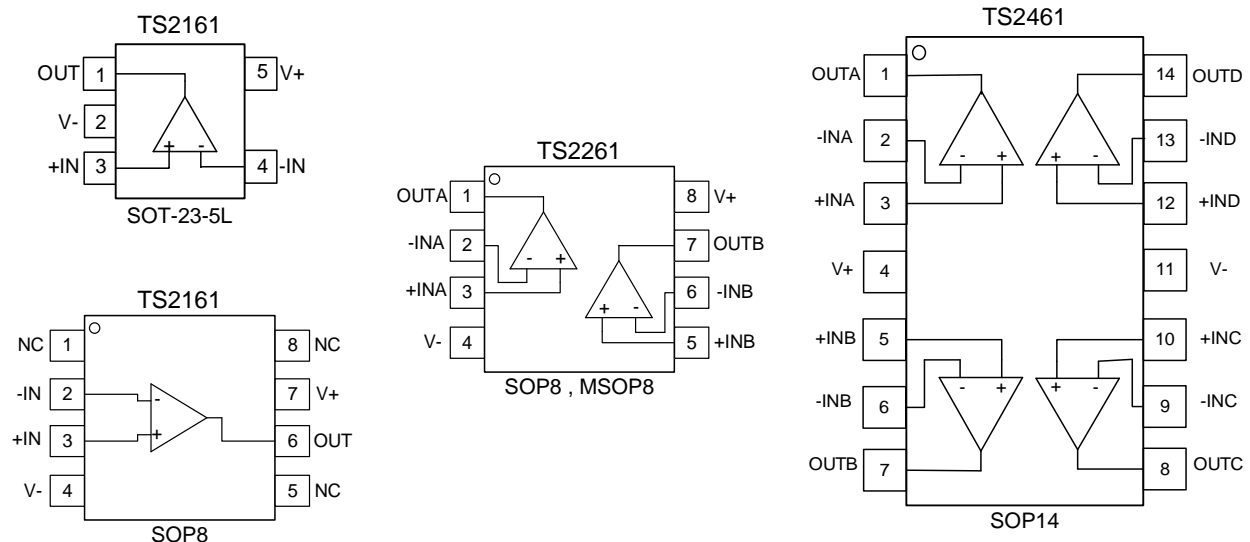 TS2161
OUT 1 5 V+
V- 2
+ -
+IN 3 4 -IN
SOT-23-5L
TS2161
NC 1 8 NC
-IN 2 - 7 V+
+IN 3 + 6 OUT
V- 4 5 NC
SOP8
TS2261
OUTA 1 8 V+
-INA 2 - + 7 OUTB
+INA 3 + - 6 -INB
V- 4 5 +INB
SOP8 , MSOP8
TS2461
OUTA 1 14 OUTD
-INA 2 - + + - 13 -IND
+INA 3 12 +IND
V+ 4 11 V-
+INB 5 10 +INC
- + + -
-INB 6 9 -INC
OUTB 7 8 OUTC
SOP14